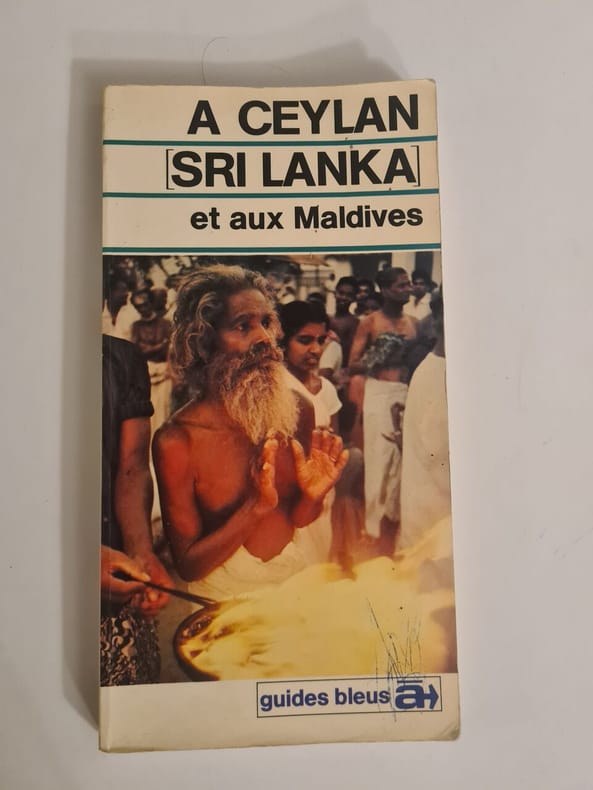 A CEYLAN
[SRI LANKA]
et aux Maldives
guides bleus à